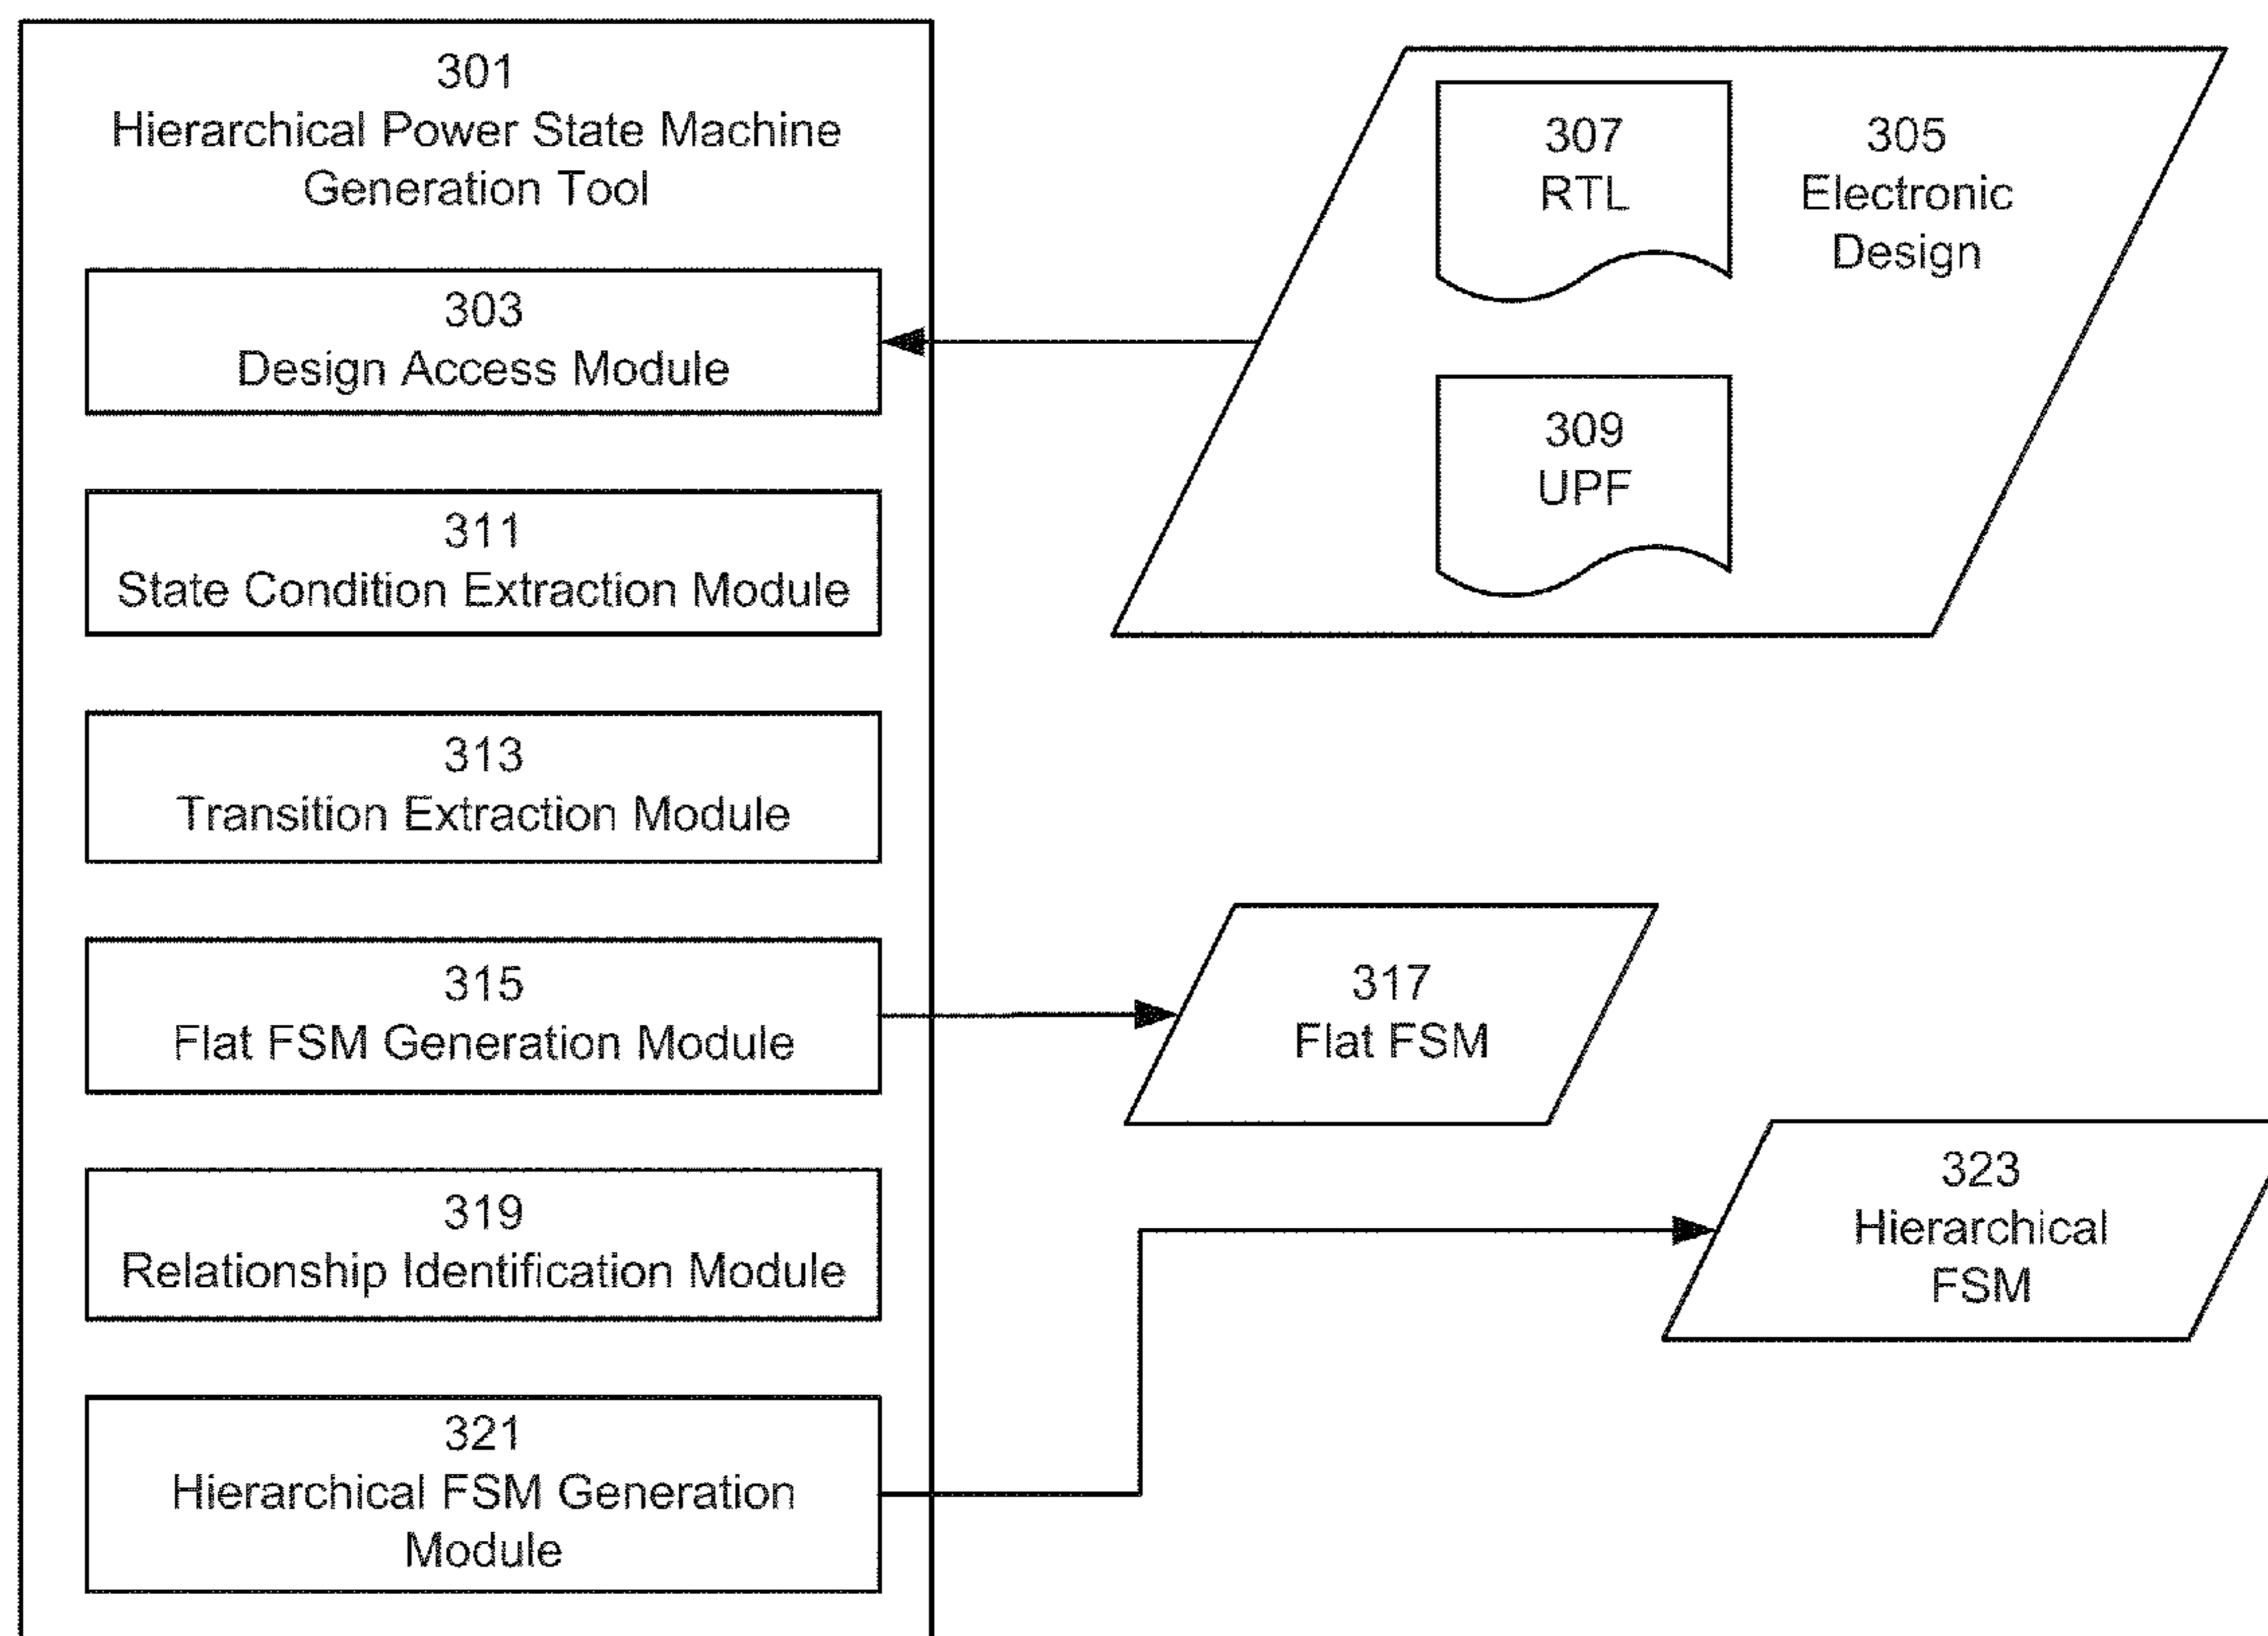 301
Hierarchical Power State Machine
Generation Tool
303
Design Access Module
311
State Condition Extraction Module
313
Transition Extraction Module
315
Flat FSM Generation Module
319
Relationship Identification Module
321
Hierarchical FSM Generation
Module
307
RTL
305
Electronic
Design
309
UPF
317
Flat FSM
323
Hierarchical
FSM